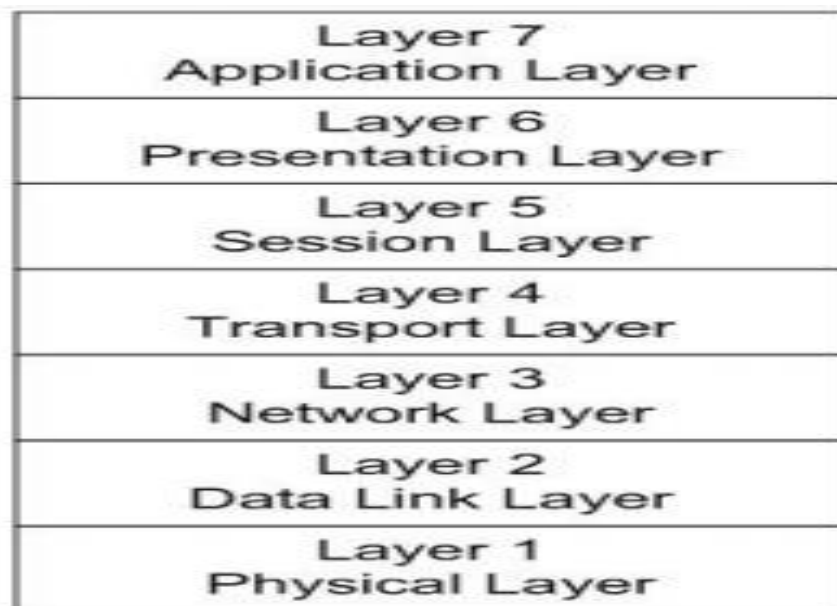 Layer 7
Application Layer
Layer 6
Presentation Layer
Layer 5
Session Layer
Layer 4
Transport Layer
Layer 3
Network Layer
Layer 2
Data Link Layer
Layer 1
Physical Layer